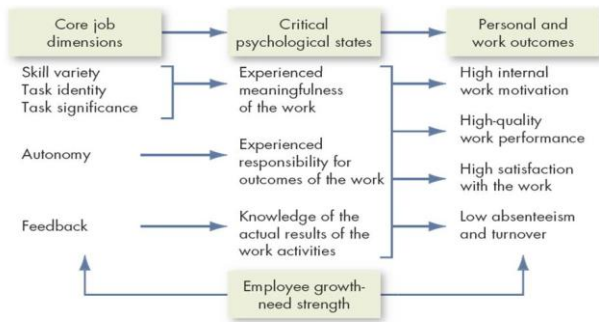 Core job
dimensions
Critical
psychological states
Personal and
work outcomes
Skill variety
Task identity
Task significance
Experienced
meaningfulness
of the work
High internal
work motivation
High-quality
work performance
Autonomy
Experienced
responsibility for
outcomes of the work
High satisfaction
with the work
Feedback
Knowledge of the
actual results of the
work activities
Low absenteeism
and turnover
Employee growth-
need strength